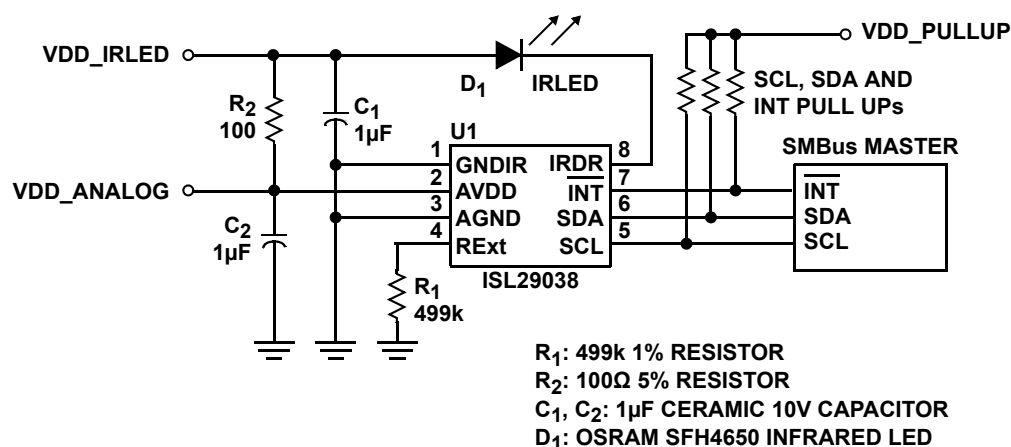 VDD_IRLED
D1
IRLED
VDD_PULLUP
SCL, SDA AND
INT PULL UPs
R2
100
C1
1µF
U1
SMBus MASTER
VDD_ANALOG
1
GNDIR
IRDR
8
2
AVDD
INT
7
INT
3
AGND
SDA
6
SDA
4
RExt
SCL
5
SCL
C2
1µF
R1
499k
ISL29038
R1: 499k 1% RESISTOR
R2: 100Ω 5% RESISTOR
C1, C2: 1µF CERAMIC 10V CAPACITOR
D1: OSRAM SFH4650 INFRARED LED